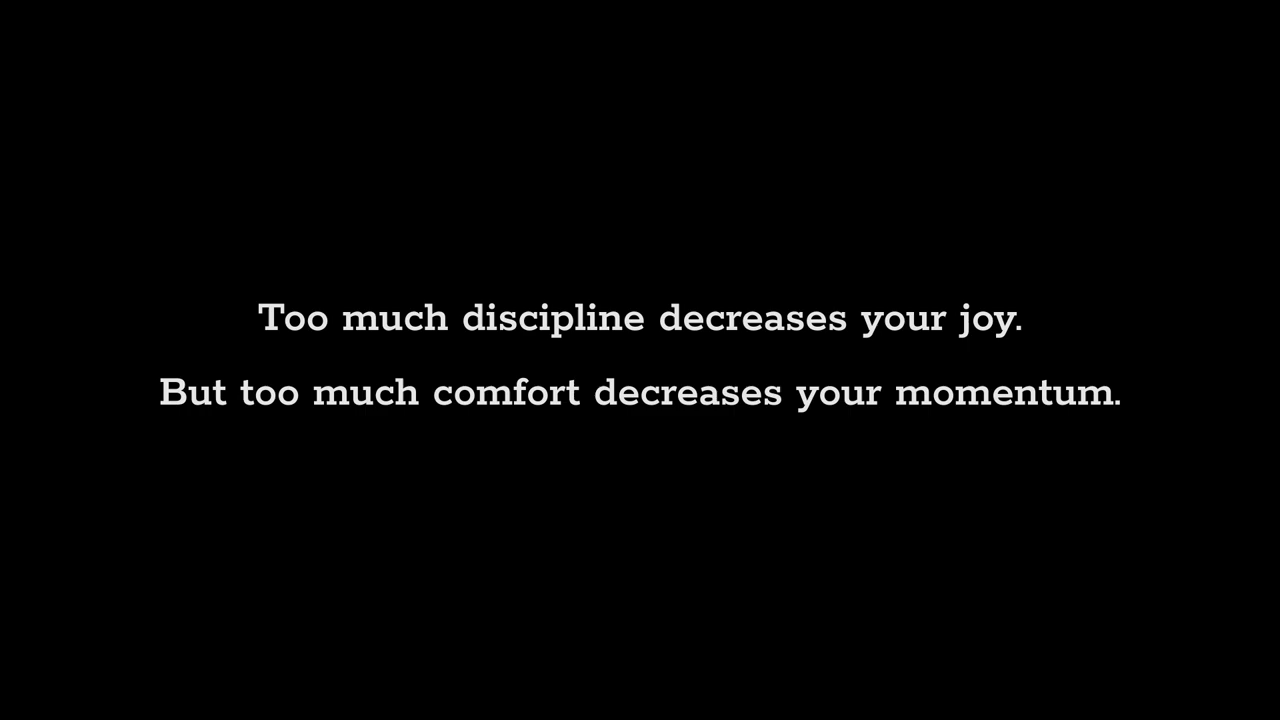 Too much discipline decreases your joy.
But too much comfort decreases your momentum.